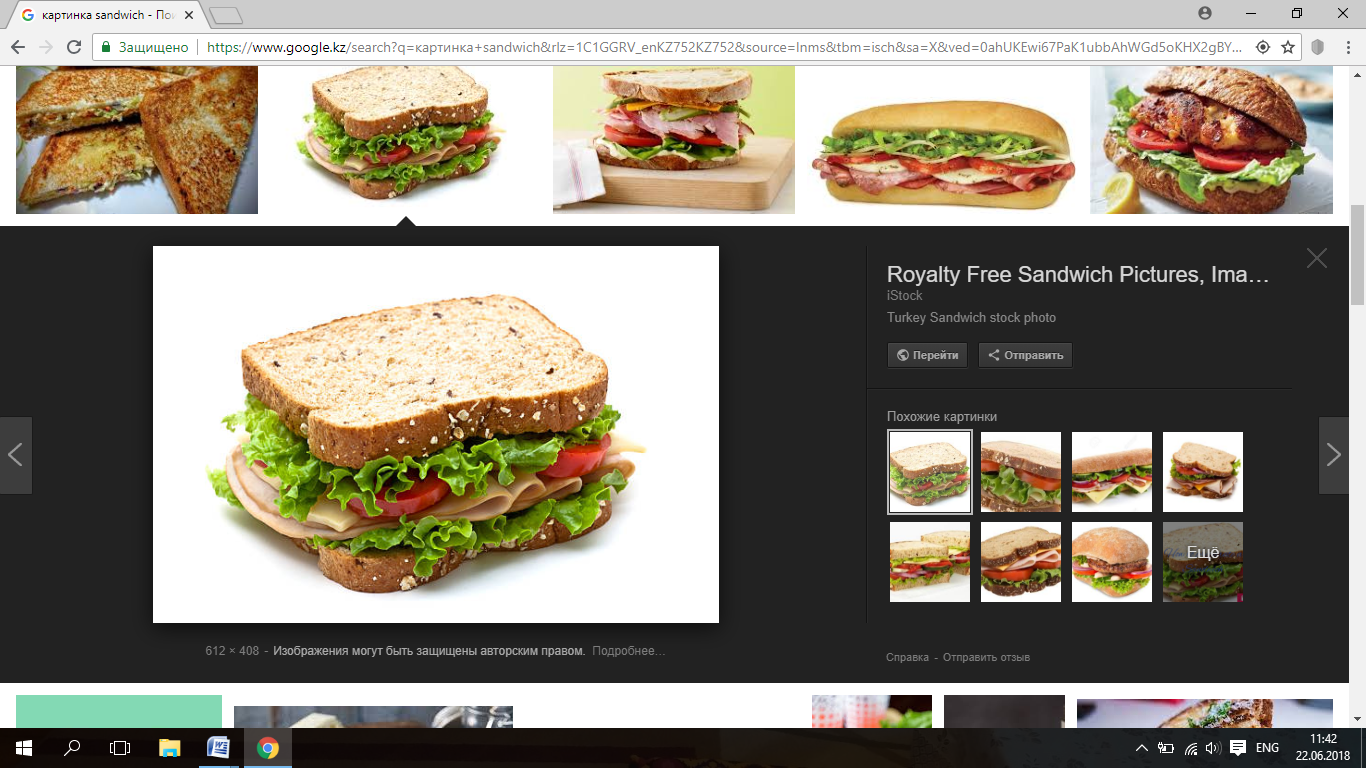 картинка sandwich - Пои
Защищено
https://www.google.kz/search?q=картинка+sandwich&rlz=1C1GGRV_enKZ752KZ752&source=lnms&tbm=isch&sa=X&ved=0ahUKEwi67PaK1ubbAhWGd5oKHX2gBY...
Royalty Free Sandwich Pictures, Ima…
iStock
Turkey Sandwich stock photo
Перейти
Отправить
Похожие картинки
Ещё
612 × 408 - Изображения могут быть защищены авторским правом. Подробнее…
Справка - Отправить отзыв
ENG
11:42
22.06.2018